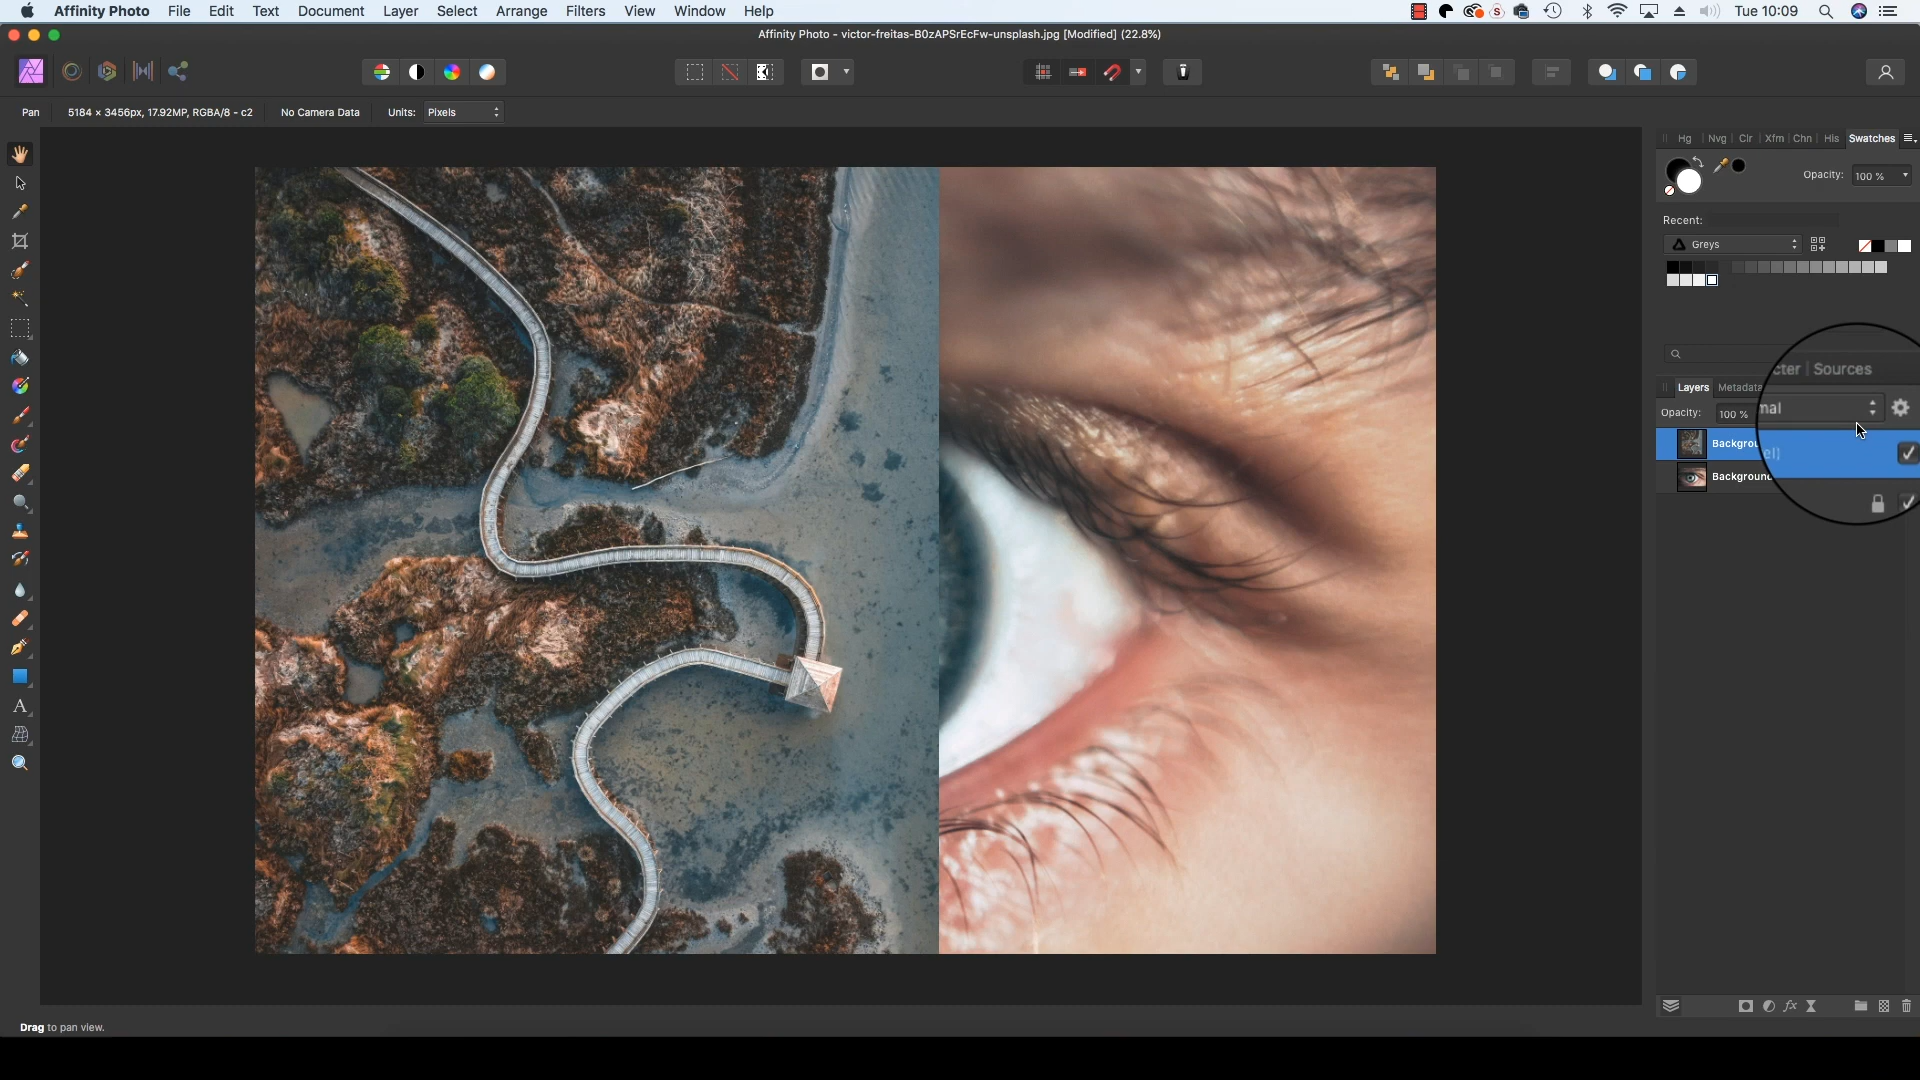 Affinity Photo File Edit Text Document Layer Select Arrange Filters View Window Help
Tue 10:09
Affinity Photo - victor-freitas-B0zAPSrEcFw-unsplash.jpg [Modified] (22.8%)
Pan 5184 × 3456px, 17.92MP, RGBA/8 - c2 No Camera Data Units: Pixels
Hg Nvg Clr Xfm Chn His Swatches
Opacity: 100 %
Recent:
Greys
cter Sources
Layers Metadata
Opacity: 100 % mal
Backgrou el)
Background
fx
Drag to pan view.